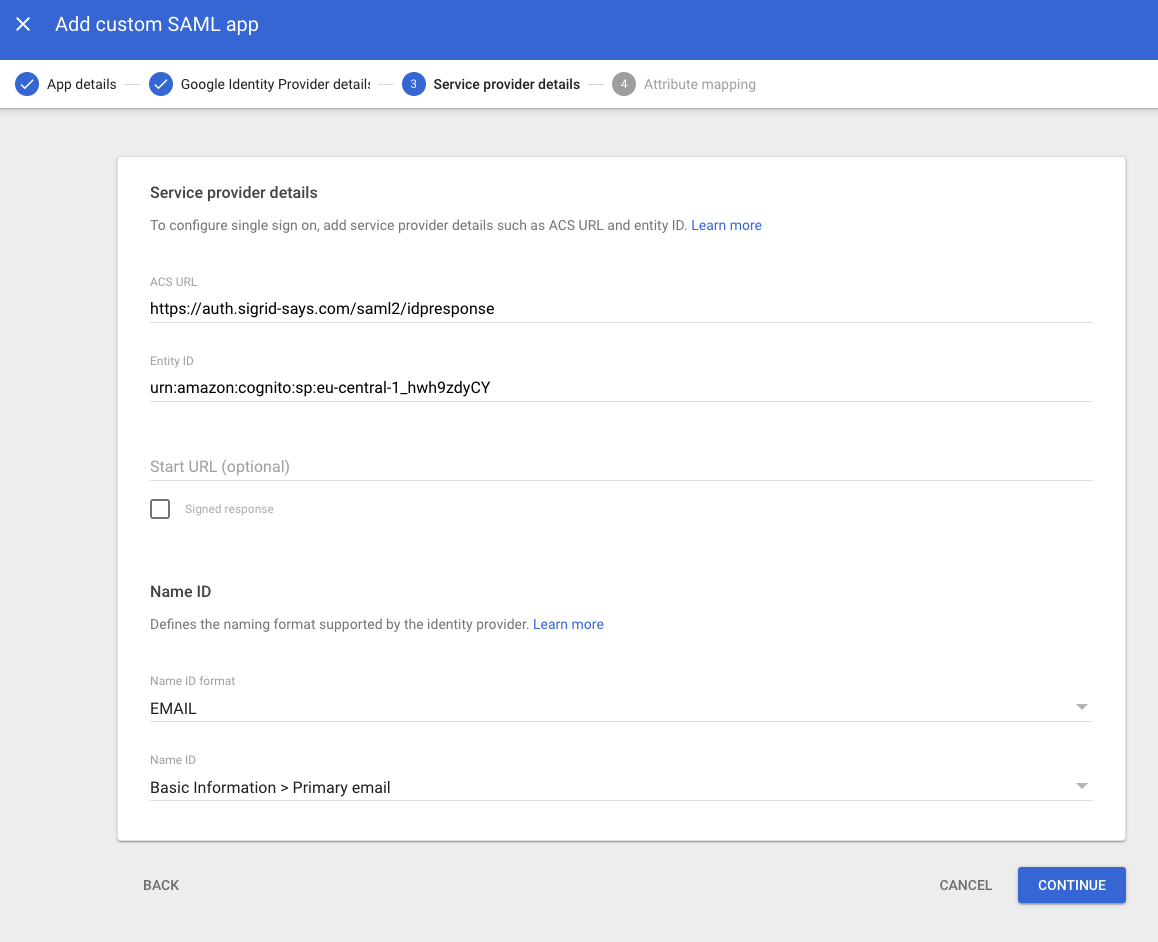 Add custom SAML app
App details
Google Identity Provider details
3 Service provider details
4 Attribute mapping
Service provider details
To configure single sign on, add service provider details such as ACS URL and entity ID. Learn more
ACS URL
https://auth.sigrid-says.com/saml2/idpresponse
Entity ID
urn:amazon:cognito:sp:eu-central-1_hwh9zdyCY
Start URL (optional)
Signed response
Name ID
Defines the naming format supported by the identity provider. Learn more
Name ID format
EMAIL
Name ID
Basic Information > Primary email
BACK
CANCEL
CONTINUE